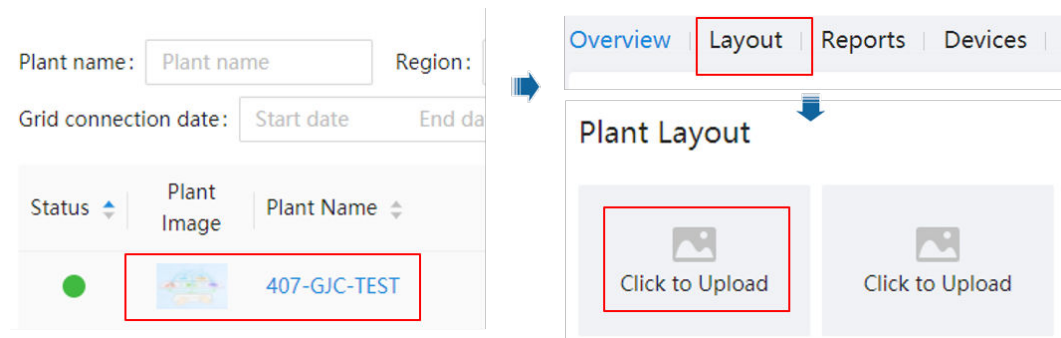 Plant name: Plant name Region:
Grid connection date: Start date End da
Status Plant Image Plant Name
407-GJC-TEST
Overview Layout Reports Devices
Plant Layout
Click to Upload Click to Upload